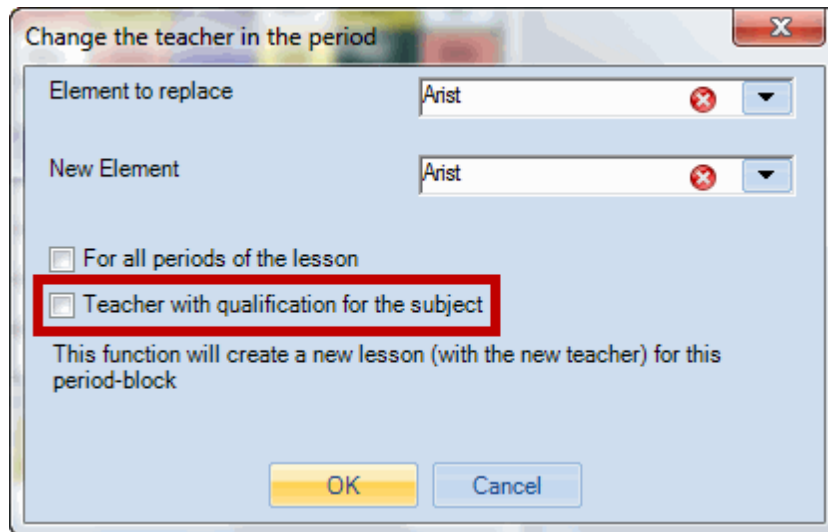 Change the teacher in the period
Element to replace
Arist
New Element
Arist
For all periods of the lesson
Teacher with qualification for the subject
This function will create a new lesson (with the new teacher) for this
period-block
OK
Cancel